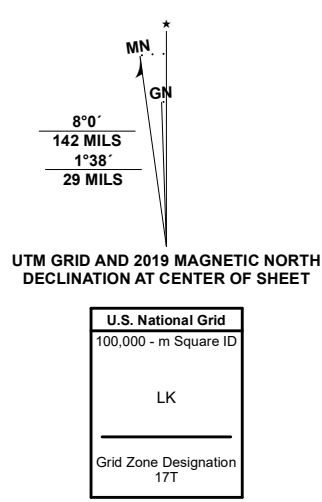 MN
GN
8°0´
142 MILS
1°38´
29 MILS
UTM GRID AND 2019 MAGNETIC NORTH
DECLINATION AT CENTER OF SHEET
U.S. National Grid
100,000 - m Square ID
LK
Grid Zone Designation
17T